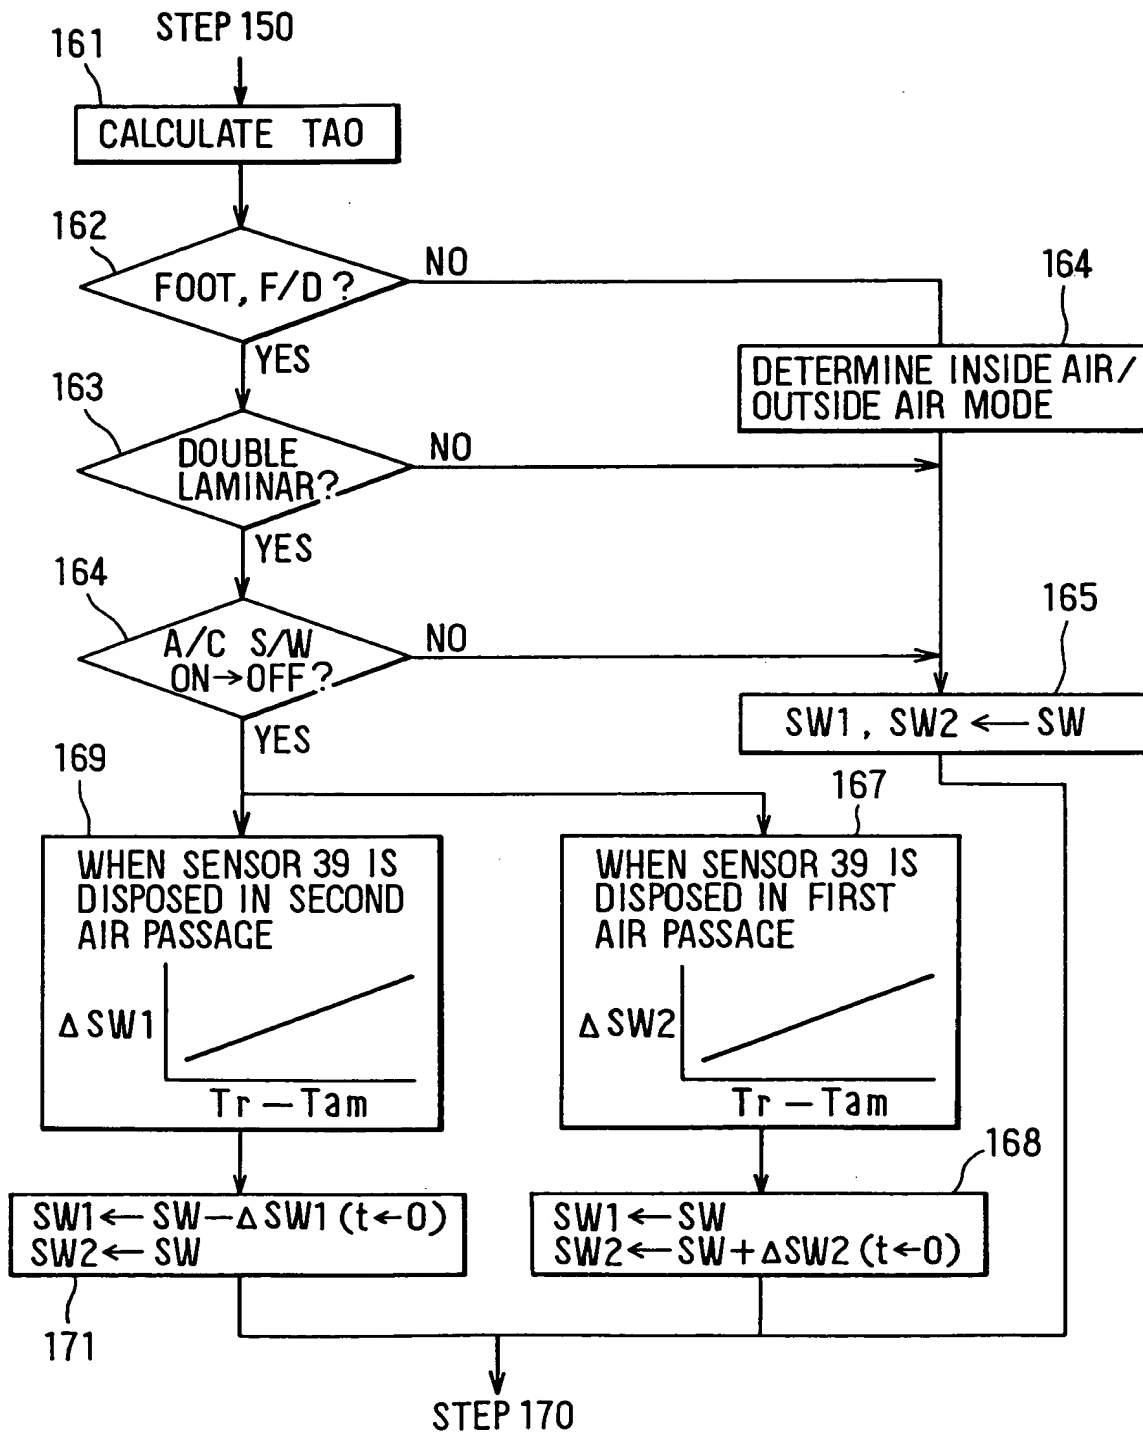 STEP 150
161
CALCULATE TAO
162
FOOT, F/D?
NO
YES
164
DETERMINE INSIDE AIR/
OUTSIDE AIR MODE
163
DOUBLE
LAMINAR?
NO
YES
164
A/C S/W
ON→OFF?
NO
YES
165
SW1, SW2 ← SW
169
WHEN SENSOR 39 IS
DISPOSED IN SECOND
AIR PASSAGE
ΔSW1
Tr－Tam
167
WHEN SENSOR 39 IS
DISPOSED IN FIRST
AIR PASSAGE
ΔSW2
Tr－Tam
SW1←SW－ΔSW1(t←0)
SW2←SW
171
168
SW1←SW
SW2←SW+ΔSW2(t←0)
STEP 170